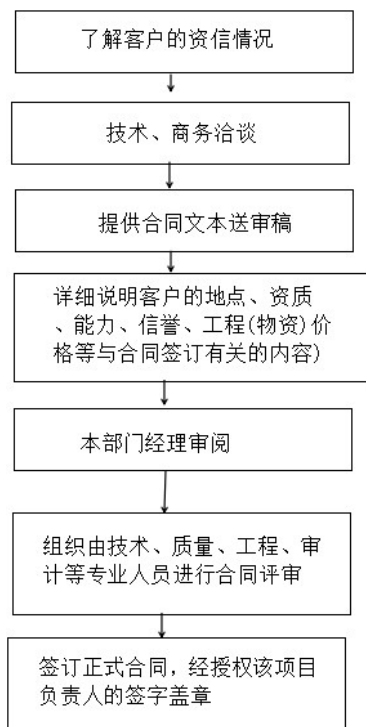 了解客户的资信情况
技术、商务洽谈
提供合同文本送审稿
详细说明客户的地点、资质
、能力、信誉、工程(物资)价
格等与合同签订有关的内容)
本部门经理审阅
组织由技术、质量、工程、审
计等专业人员进行合同评审
签订正式合同，经授权该项目
负责人的签字盖章